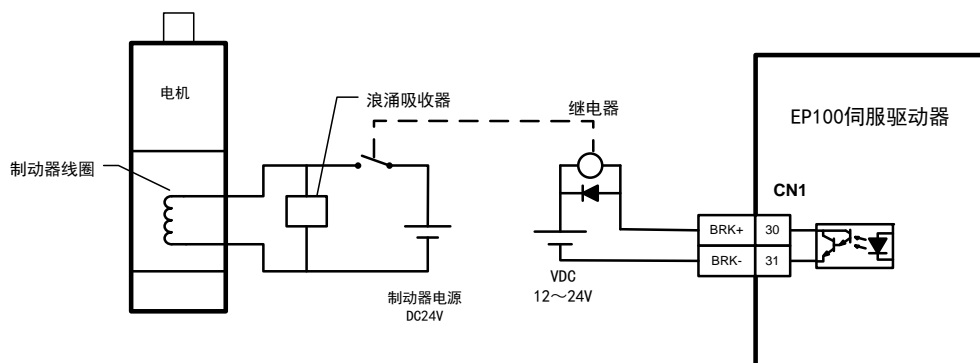 电机
浪涌吸收器
继电器
EP100伺服驱动器
制动器线圈
CN1
BRK+
30
BRK-
31
VDC
12～24V
制动器电源
DC24V